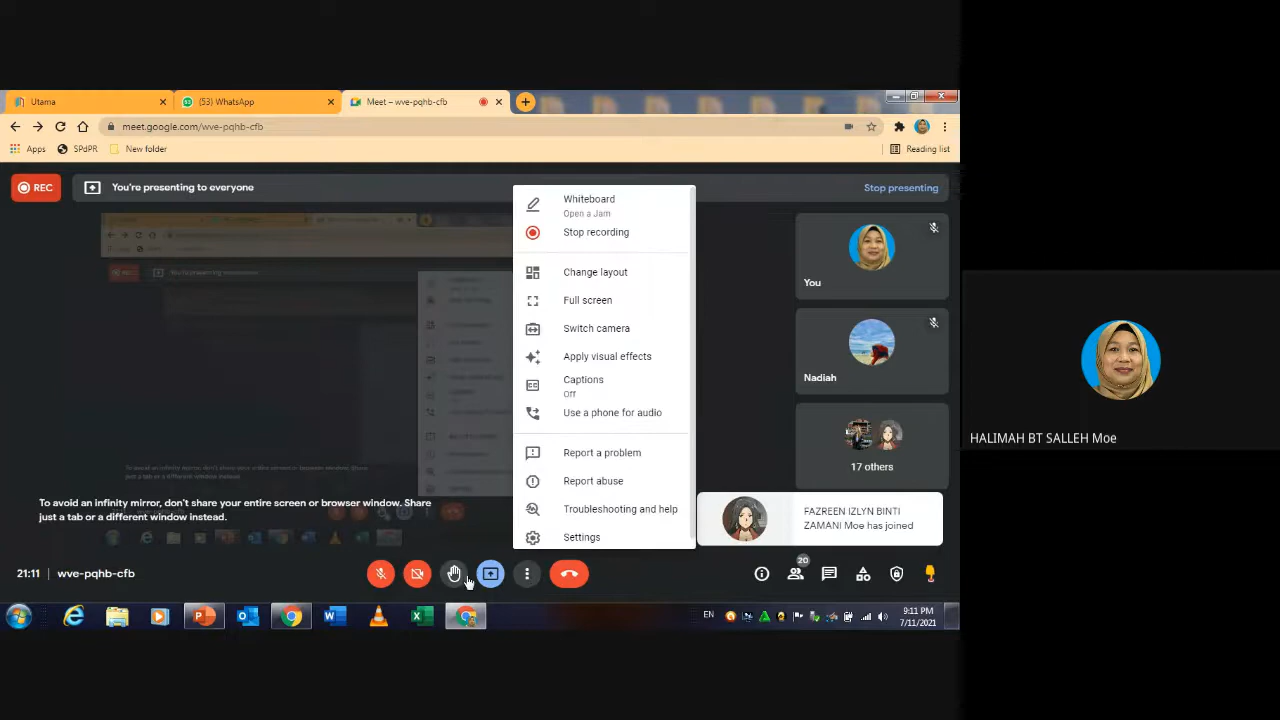 Utama
(53) WhatsApp
Meet – wve-pqhb-cfb
meet.google.com/wve-pqhb-cfb
Apps
SPdPR
New folder
Reading list
REC
You're presenting to everyone
Stop presenting
Whiteboard
Open a Jam
Stop recording
Change layout
Full screen
Switch camera
Apply visual effects
Captions
Off
Use a phone for audio
Report a problem
Report abuse
Troubleshooting and help
Settings
You
Nadiah
17 others
HALIMAH BT SALLEH Moe
To avoid an infinity mirror, don't share your entire screen or browser window. Share
just a tab or a different window instead.
FAZREEN IZLYN BINTI
ZAMANI Moe has joined
21:11
wve-pqhb-cfb
20
EN
9:11 PM
7/11/2021